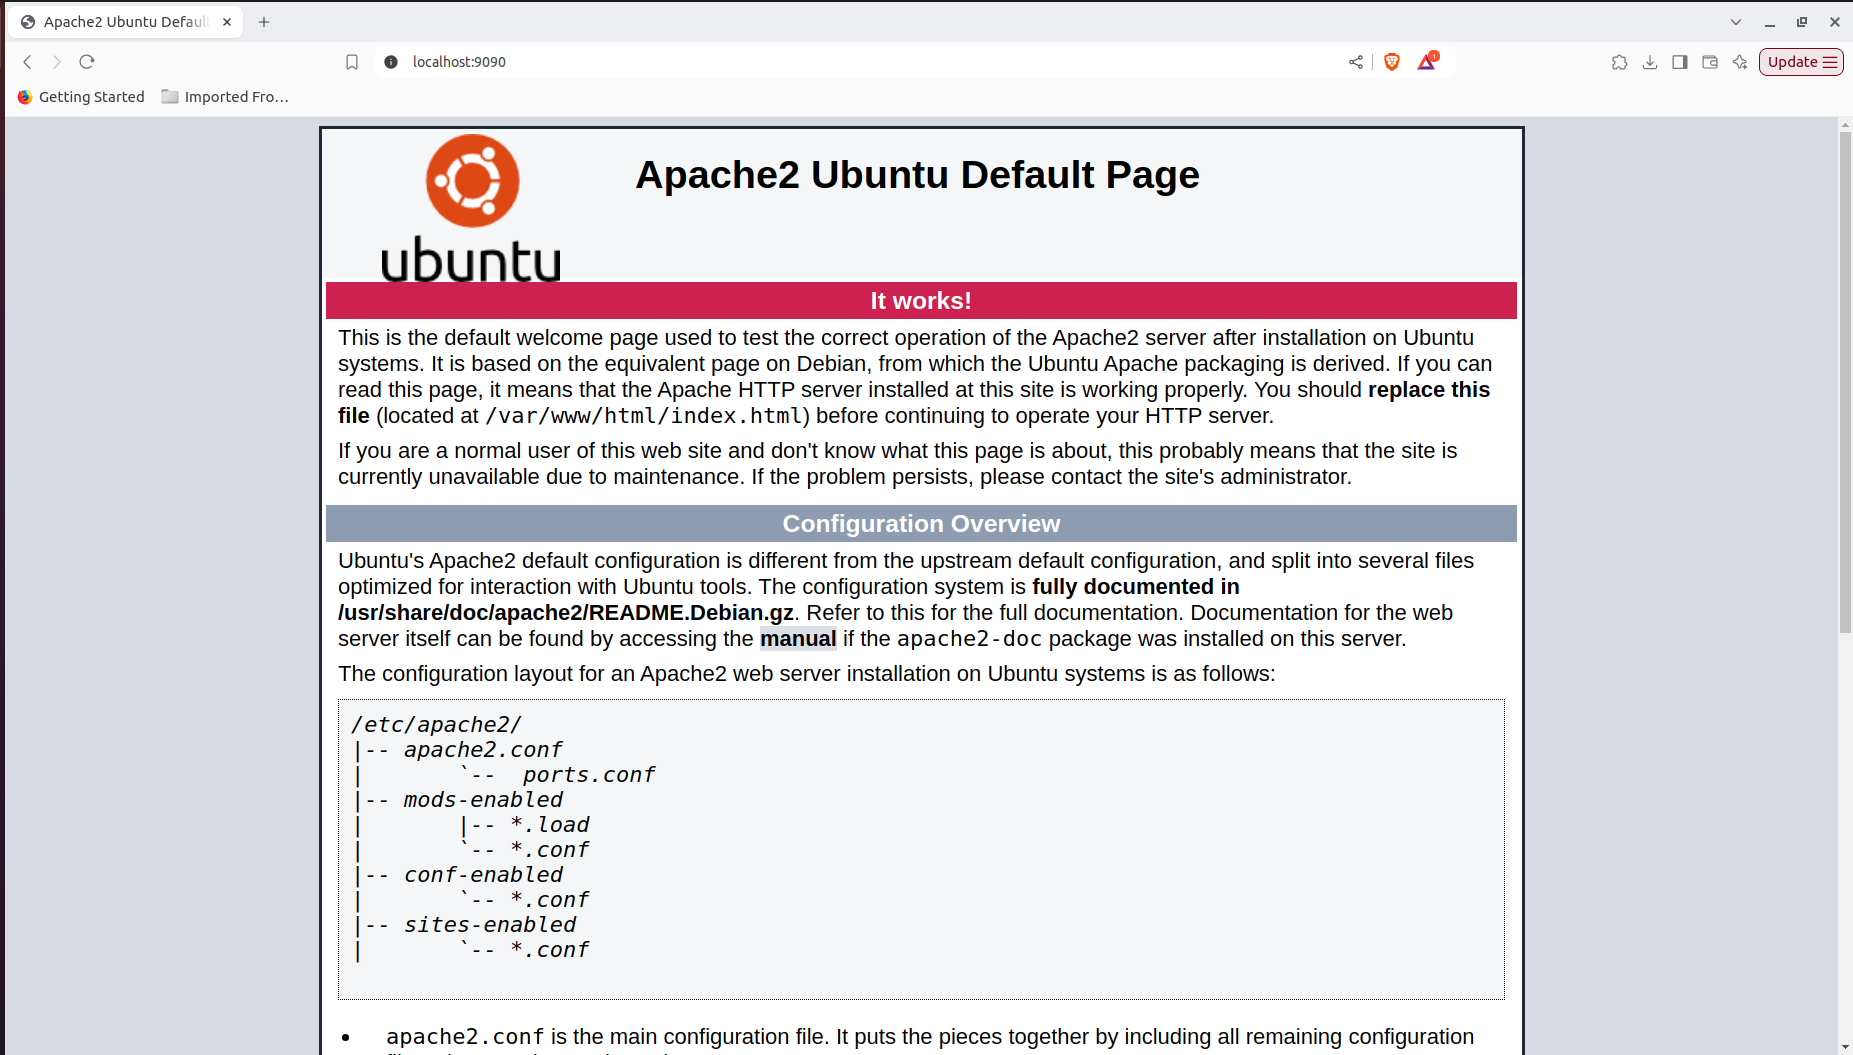 Apache2 Ubuntu Defaul
localhost:9090
1
Update
Getting Started
Imported Fro…
ubuntu
Apache2 Ubuntu Default Page
It works!
This is the default welcome page used to test the correct operation of the Apache2 server after installation on Ubuntu
systems. It is based on the equivalent page on Debian, from which the Ubuntu Apache packaging is derived. If you can
read this page, it means that the Apache HTTP server installed at this site is working properly. You should replace this
file (located at /var/www/html/index.html) before continuing to operate your HTTP server.
If you are a normal user of this web site and don't know what this page is about, this probably means that the site is
currently unavailable due to maintenance. If the problem persists, please contact the site's administrator.
Configuration Overview
Ubuntu's Apache2 default configuration is different from the upstream default configuration, and split into several files
optimized for interaction with Ubuntu tools. The configuration system is fully documented in
/usr/share/doc/apache2/README.Debian.gz. Refer to this for the full documentation. Documentation for the web
server itself can be found by accessing the manual if the apache2-doc package was installed on this server.
The configuration layout for an Apache2 web server installation on Ubuntu systems is as follows:
/etc/apache2/
|-- apache2.conf
|       `--  ports.conf
|-- mods-enabled
|       |-- *.load
|       `-- *.conf
|-- conf-enabled
|       `-- *.conf
|-- sites-enabled
|       `-- *.conf
• apache2.conf is the main configuration file. It puts the pieces together by including all remaining configuration